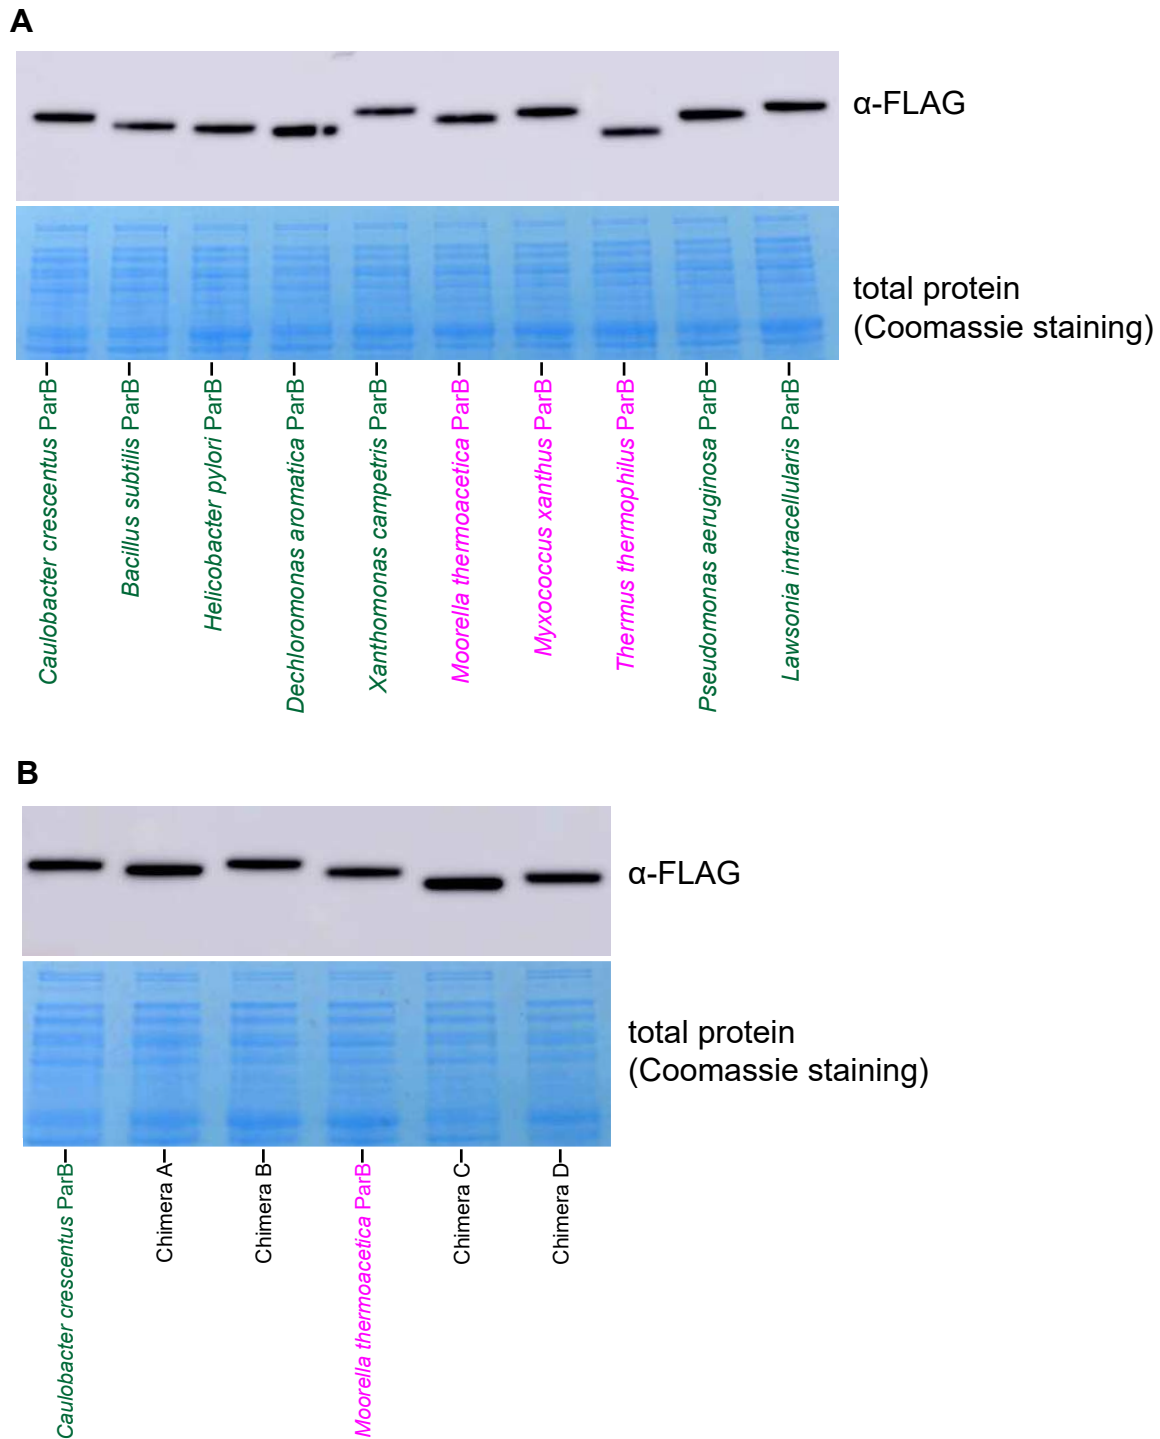 A
α-FLAG
total protein
(Coomassie staining)
Caulobacter crescentus ParB
Bacillus subtilis ParB
Helicobacter pylori ParB
Dechloromonas aromatica ParB
Xanthomonas campetris ParB
Moorella thermoacetica ParB
Myxococcus xanthus ParB
Thermus thermophilus ParB
Pseudomonas aeruginosa ParB
Lawsonia intracellularis ParB
B
α-FLAG
total protein
(Coomassie staining)
Caulobacter crescentus ParB
Chimera A
Chimera B
Moorella thermoacetica ParB
Chimera C
Chimera D